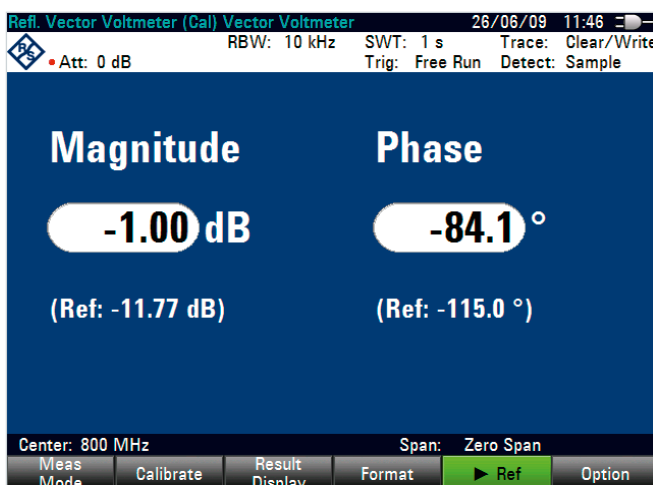 Refl. Vector Voltmeter (Cal) Vector Voltmeter 26/06/09 11:46
RBW: 10 kHz SWT: 1 s Trace: Clear/Write
Att: 0 dB Trig: Free Run Detect: Sample
Magnitude Phase
-1.00 dB -84.1 °
(Ref: -11.77 dB) (Ref: -115.0 °)
Center: 800 MHz Span: Zero Span
Meas Mode Calibrate Result Display Format ► Ref Option